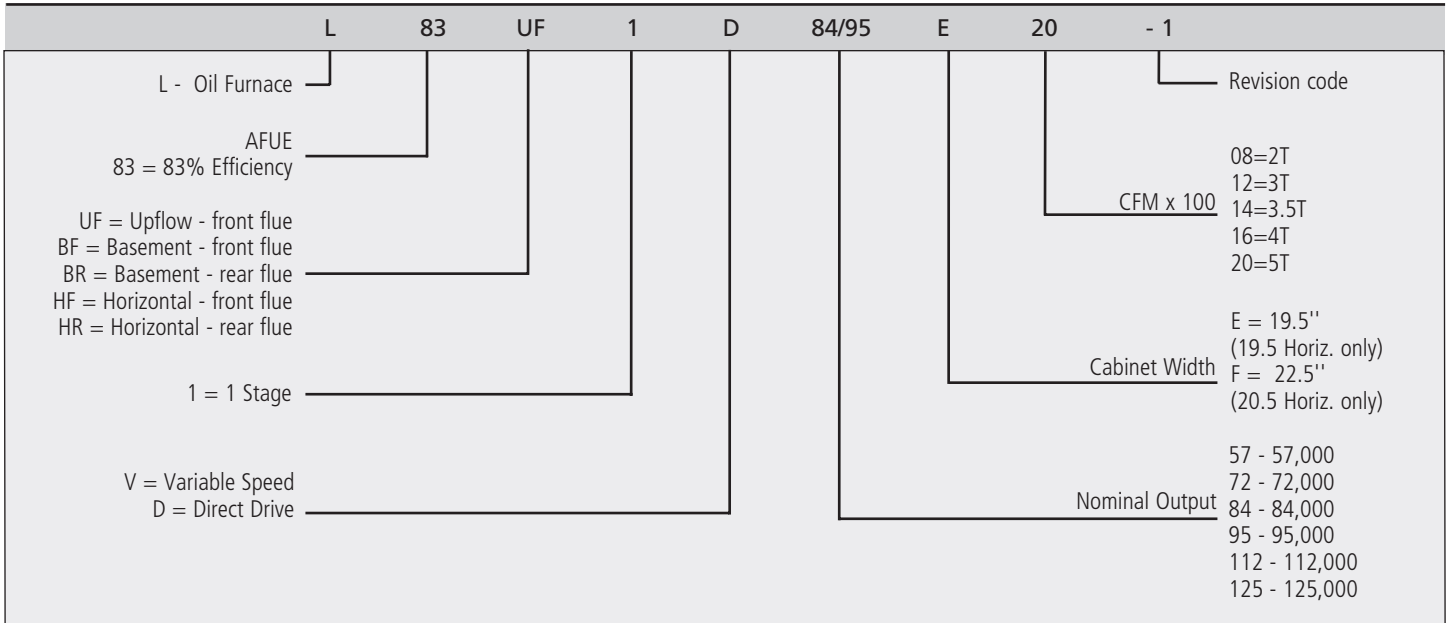 L 83 UF 1 D 84/95 E 20 - 1
L - Oil Furnace
AFUE
83 = 83% Efficiency
UF = Upflow - front flue
BF = Basement - front flue
BR = Basement - rear flue
HF = Horizontal - front flue
HR = Horizontal - rear flue
1 = 1 Stage
V = Variable Speed
D = Direct Drive
Revision code
CFM x 100
08=2T
12=3T
14=3.5T
16=4T
20=5T
Cabinet Width
E = 19.5''
(19.5 Horiz. only)
F = 22.5''
(20.5 Horiz. only)
Nominal Output
57 - 57,000
72 - 72,000
84 - 84,000
95 - 95,000
112 - 112,000
125 - 125,000